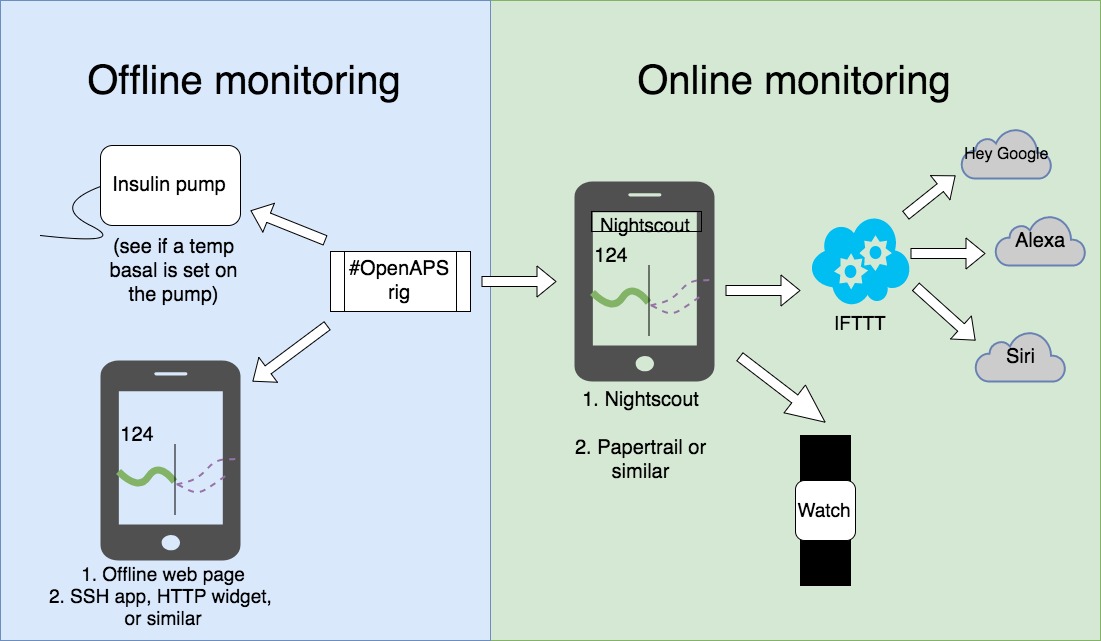 Offline monitoring
Insulin pump
(see if a temp
basal is set on
the pump)
#OpenAPS
rig
124
1. Offline web page
2. SSH app, HTTP widget,
or similar
Online monitoring
Nightscout
124
1. Nightscout
2. Papertrail or
similar
IFTTT
Hey Google
Alexa
Siri
Watch